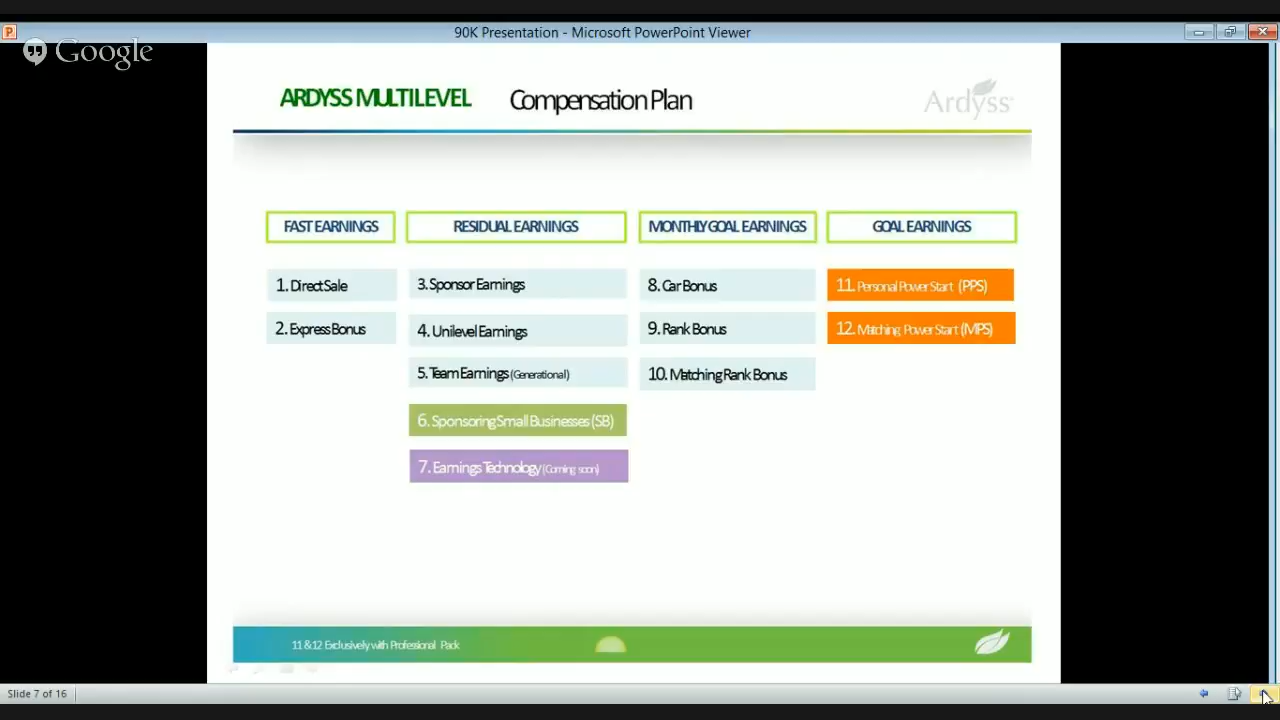 90K Presentation - Microsoft PowerPoint Viewer
Google
ARDYSS MULTILEVEL Compensation Plan
Ardyss
FAST EARNINGS
1. Direct Sale
2. Express Bonus
RESIDUAL EARNINGS
3. Sponsor Earnings
4. Unilevel Earnings
5. Team Earnings (Generational)
6. Sponsoring Small Businesses (SB)
7. Earnings Technology (Coming soon)
MONTHLY GOAL EARNINGS
8. Car Bonus
9. Rank Bonus
10. Matching Rank Bonus
GOAL EARNINGS
11. Personal Power Start (PPS)
12. Matching Power Start (MPS)
11 & 12 Exclusively with Professional Pack
Slide 7 of 16